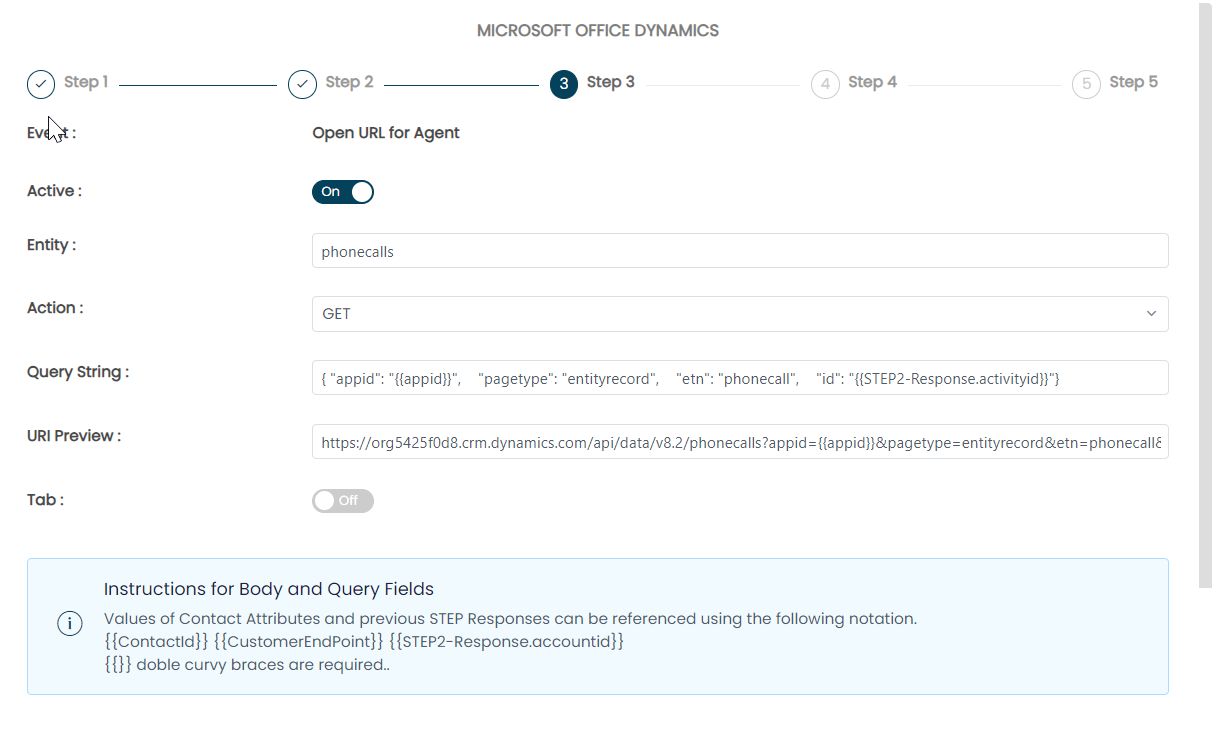 MICROSOFT OFFICE DYNAMICS
Step 1
Step 2
3 Step 3
4 Step 4
5 Step 5
Event : Open URL for Agent
Active : On
Entity : phonecalls
Action : GET
Query String : { "appid": "{{appid}}", "pagetype": "entityrecord", "etn": "phonecall", "id": "{{STEP2-Response.activityid}}"}
URI Preview : https://org5425f0d8.crm.dynamics.com/api/data/v8.2/phonecalls?appid={{appid}}&pagetype=entityrecord&etn=phonecall&
Tab : Off
Instructions for Body and Query Fields
Values of Contact Attributes and previous STEP Responses can be referenced using the following notation.
{{ContactId}} {{CustomerEndPoint}} {{STEP2-Response.accountid}}
{{}} doble curvy braces are required..